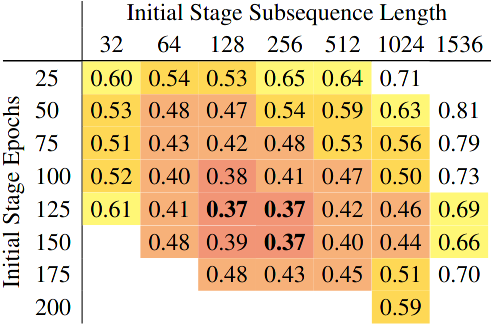 Initial Stage Subsequence Length
32 64 128 256 512 1024 1536
Initial Stage Epochs
25 0.60 0.54 0.53 0.65 0.64 0.71
50 0.53 0.48 0.47 0.54 0.59 0.63 0.81
75 0.51 0.43 0.42 0.48 0.53 0.56 0.79
100 0.52 0.40 0.38 0.41 0.47 0.50 0.73
125 0.61 0.41 0.37 0.37 0.42 0.46 0.69
150 0.48 0.39 0.37 0.40 0.44 0.66
175 0.48 0.43 0.45 0.51 0.70
200 0.59